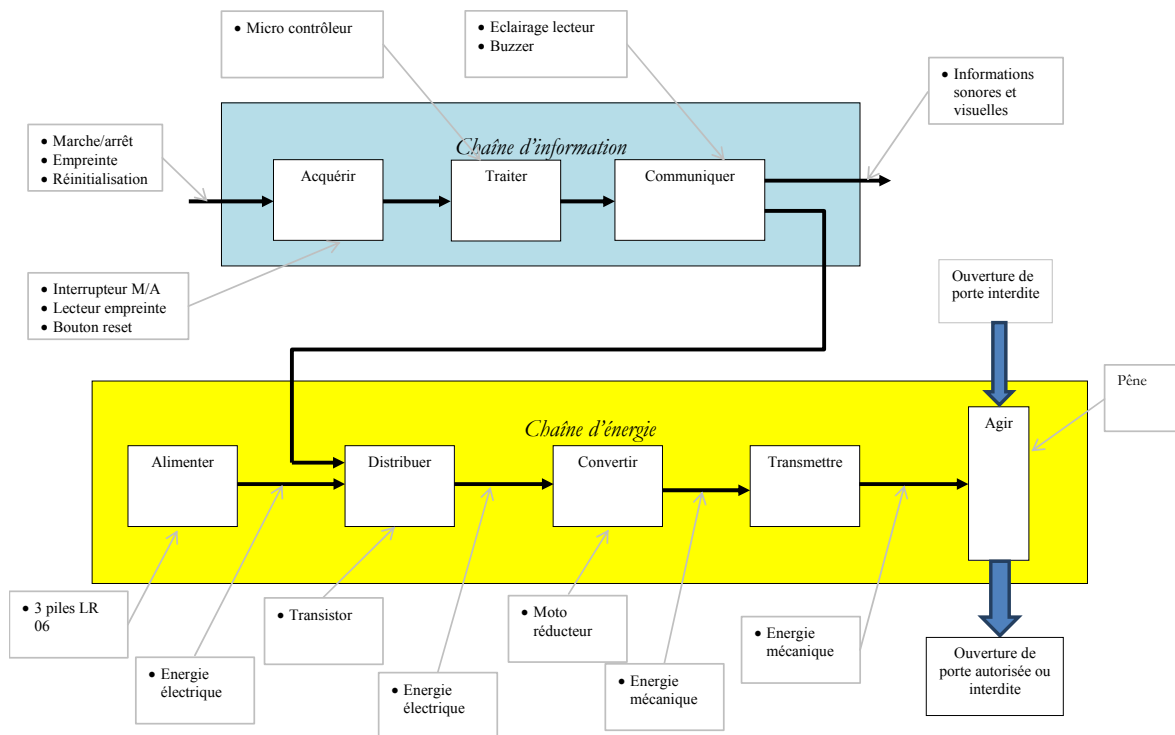 • Micro contrôleur
• Eclairage lecteur
• Buzzer
• Informations
sonores et
visuelles
• Marche/arrêt
• Empreinte
• Réinitialisation
Chaîne d'information
Acquérir
Traiter
Communiquer
• Interrupteur M/A
• Lecteur empreinte
• Bouton reset
Ouverture de
porte interdite
Pêne
Chaîne d'énergie
Alimenter
Distribuer
Convertir
Transmettre
Agir
• 3 piles LR
06
• Energie
électrique
• Transistor
• Energie
électrique
• Moto
réducteur
• Energie
mécanique
• Energie
mécanique
Ouverture de
porte autorisée ou
interdite